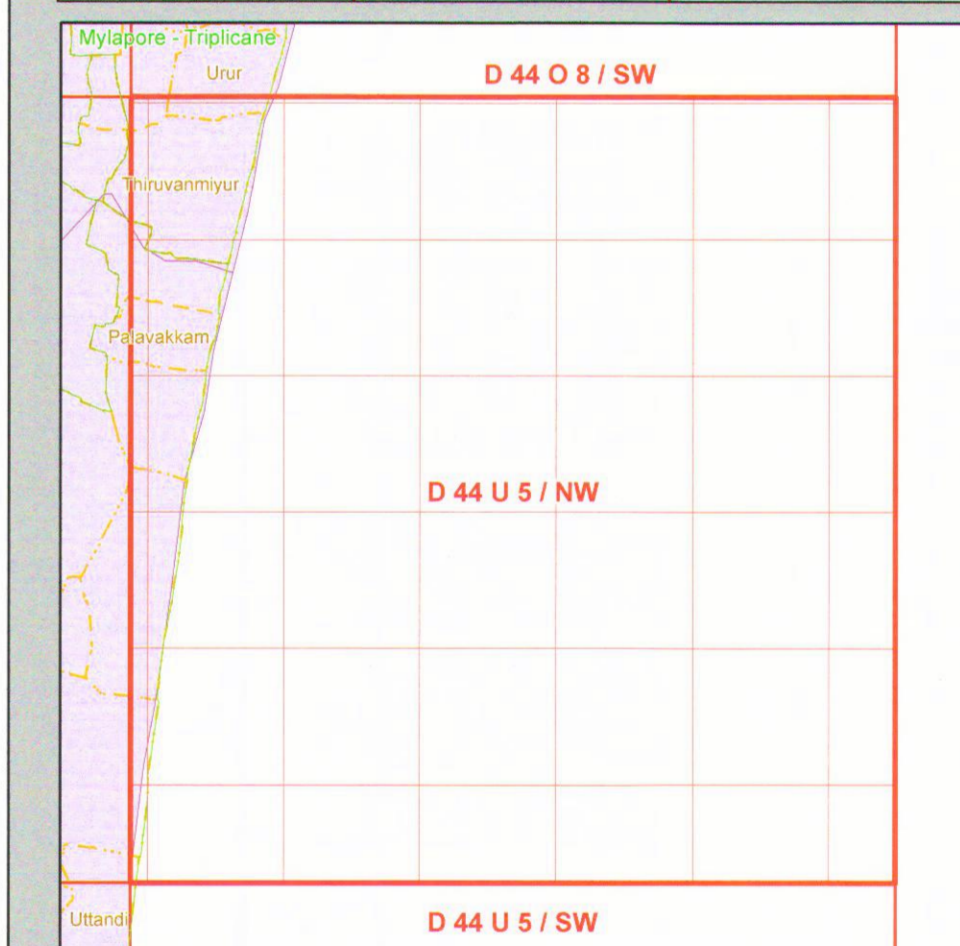 Mylapore - Triplicane
Urur
D 44 O 8 / SW
Thiruvanmiyur
Palavakkam
D 44 U 5 / NW
Uttandi
D 44 U 5 / SW